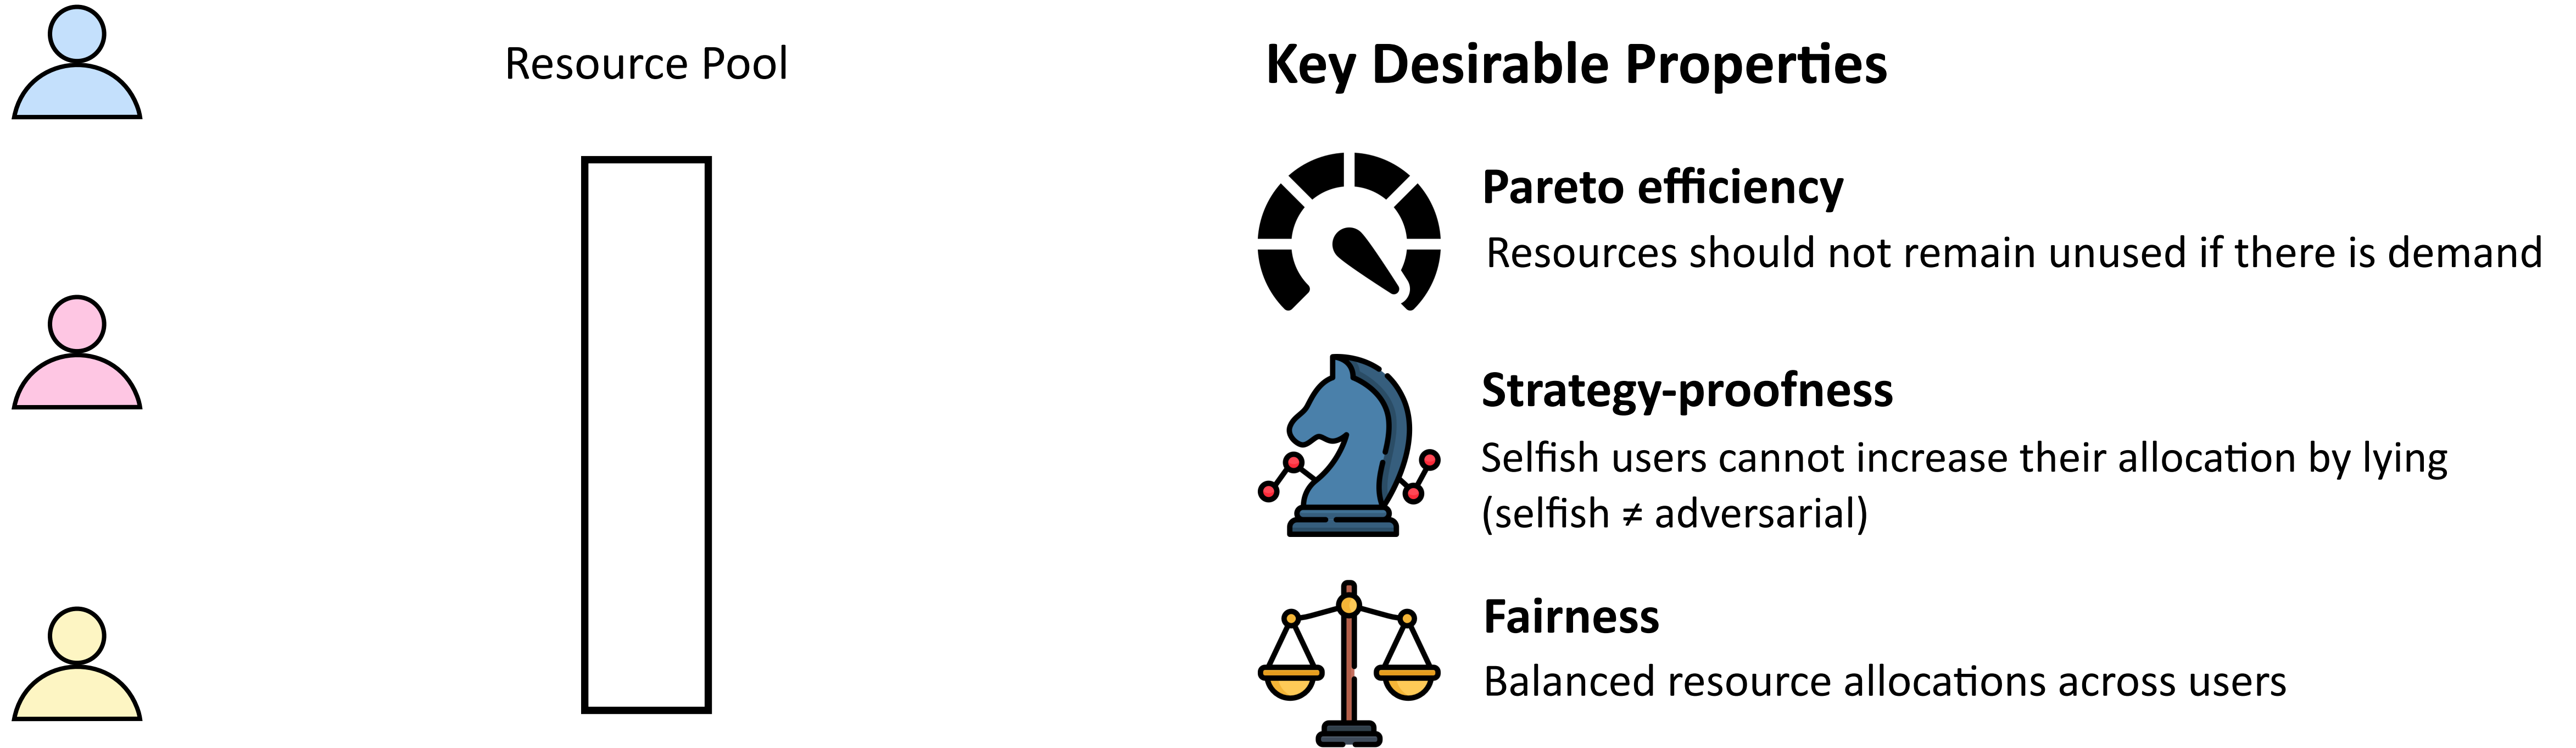 Resource Pool
Key Desirable Properties
Pareto efficiency
Resources should not remain unused if there is demand
Strategy-proofness
Selfish users cannot increase their allocation by lying
(selfish ≠ adversarial)
Fairness
Balanced resource allocations across users